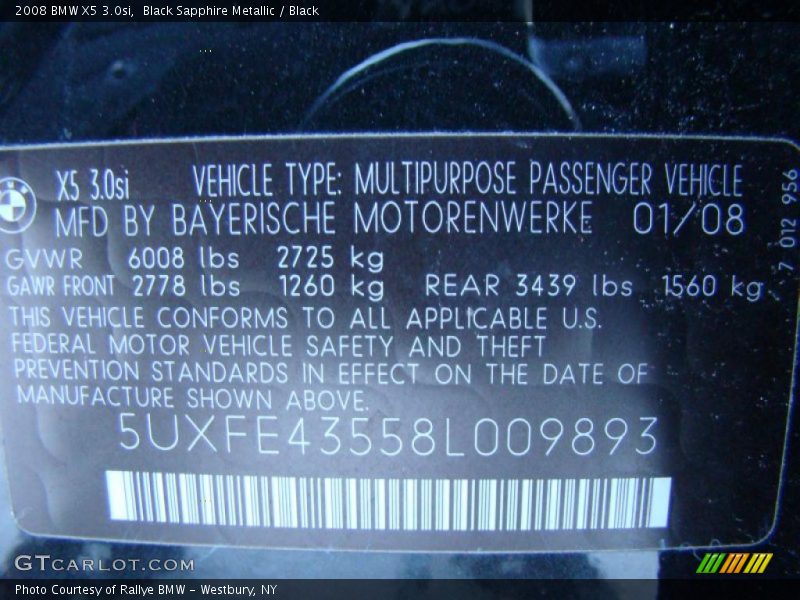 2008 BMW X5 3.0si, Black Sapphire Metallic / Black
X5 3.0si VEHICLE TYPE: MULTIPURPOSE PASSENGER VEHICLE
MFD BY BAYERISCHE MOTORENWERKE 01/08
GVWR 6008 lbs 2725 kg
GAWR FRONT 2778 lbs 1260 kg REAR 3439 lbs 1560 kg
THIS VEHICLE CONFORMS TO ALL APPLICABLE U.S.
FEDERAL MOTOR VEHICLE SAFETY AND THEFT
PREVENTION STANDARDS IN EFFECT ON THE DATE OF
MANUFACTURE SHOWN ABOVE.
5UXFE43558L009893
7 012 956
GTCARLOT.COM
Photo Courtesy of Rallye BMW - Westbury, NY